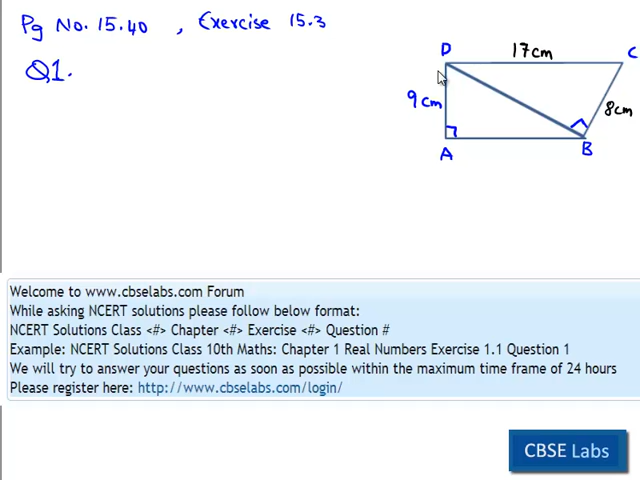 Pg No. 15.40 , Exercise 15.3
Q1.
D 17cm C
9 cm
8cm
A B
Welcome to www.cbselabs.com Forum
While asking NCERT solutions please follow below format:
NCERT Solutions Class <#> Chapter <#> Exercise <#> Question #
Example: NCERT Solutions Class 10th Maths: Chapter 1 Real Numbers Exercise 1.1 Question 1
We will try to answer your questions as soon as possible within the maximum time frame of 24 hours
Please register here: http://www.cbselabs.com/login/
CBSE Labs